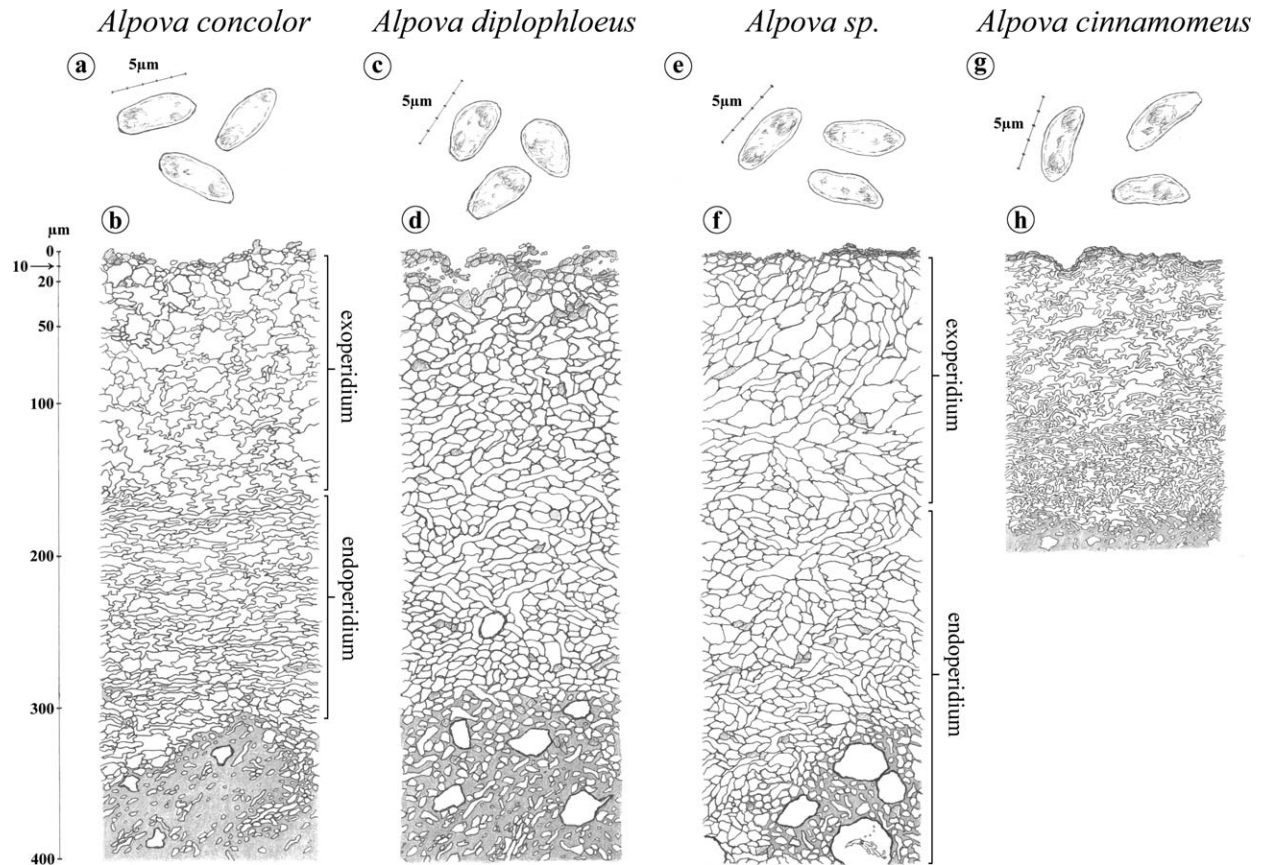 Alpova concolor
Alpova diplophloeus
Alpova sp.
Alpova cinnamomeus
a
5µm
c
5µm
e
5µm
g
5µm
b
d
f
h
µm
0
10
20
50
100
200
300
400
exoperidium
endoperidium
exoperidium
endoperidium